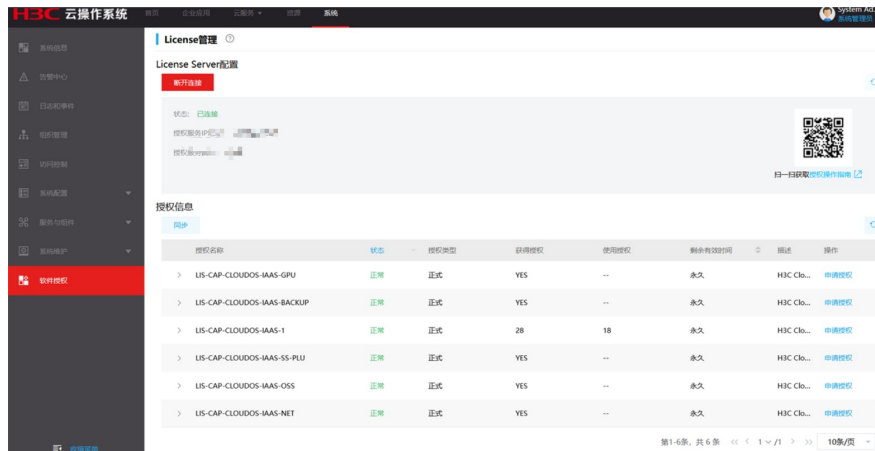 H3C 云操作系统 首页 企业应用 云服务 资源 系统 System Ad.
系统管理员
系统信息
告警中心
日志和事件
组织管理
访问控制
系统配置
服务与组件
系统维护
软件授权
License管理
License Server配置
断开连接
状态: 已连接
授权服务IP
扫一扫获取授权操作指南
授权信息
同步
授权名称 状态 授权类型 获得授权 使用授权 剩余有效时间 描述 操作
LIS-CAP-CLOUDOS-IAAS-GPU 正常 正式 YES -- 永久 H3C Clo... 申请授权
LIS-CAP-CLOUDOS-IAAS-BACKUP 正常 正式 YES -- 永久 H3C Clo... 申请授权
LIS-CAP-CLOUDOS-IAAS-1 正常 正式 28 18 永久 H3C Clo... 申请授权
LIS-CAP-CLOUDOS-IAAS-SS-PLU 正常 正式 YES -- 永久 H3C Clo... 申请授权
LIS-CAP-CLOUDOS-IAAS-OSS 正常 正式 YES -- 永久 H3C Clo... 申请授权
LIS-CAP-CLOUDOS-IAAS-NET 正常 正式 YES -- 永久 H3C Clo... 申请授权
第1-6条, 共 6 条 << < 1 /1 > >> 10条/页